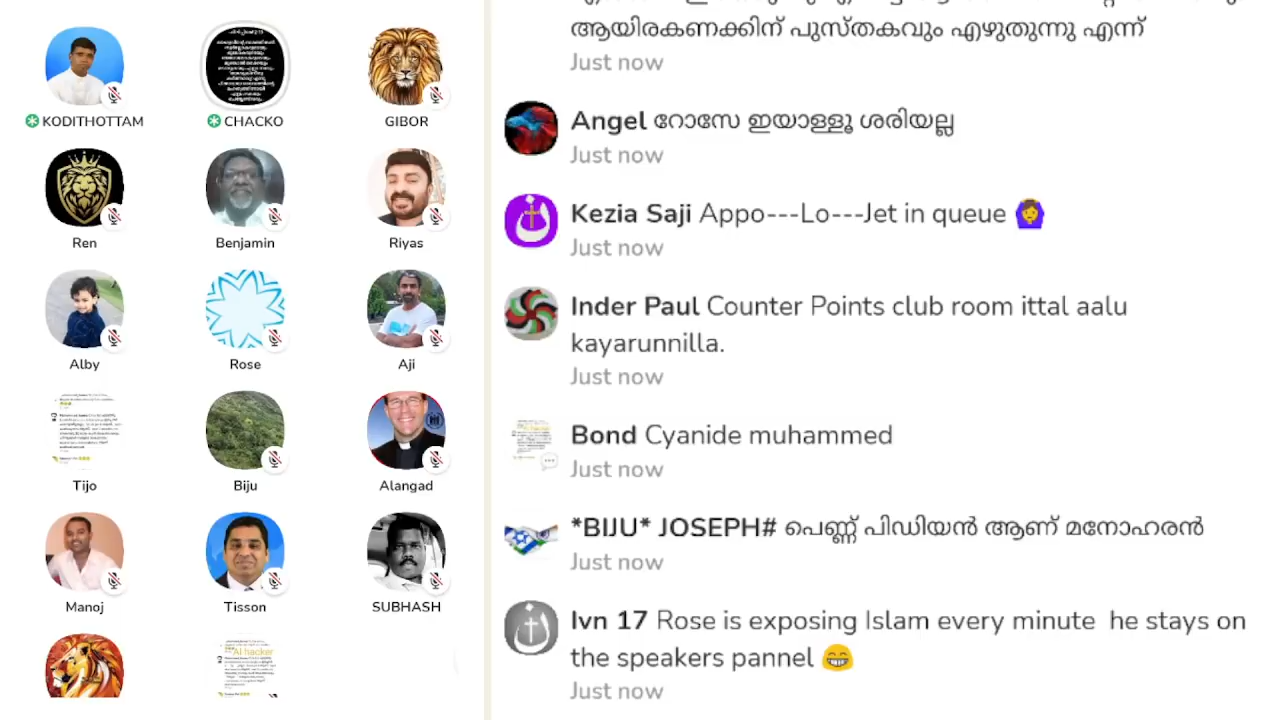 KODITHOTTAM
CHACKO
GIBOR
Ren
Benjamin
Riyas
Alby
Rose
Aji
Tijo
Biju
Alangad
Manoj
Tisson
SUBHASH
AI hacker
ആയിരകണക്കിന് പുസ്തകവും എഴുതുന്നു എന്ന്
Just now
Angel റോസേ ഇയാള്ളൂ ശരിയല്ല
Just now
Kezia Saji Appo---Lo---Jet in queue 🙆‍♀️
Just now
Inder Paul Counter Points club room ittal aalu
kayarunnilla.
Just now
Bond Cyanide muhammed
Just now
*BIJU* JOSEPH# പെണ്ണ് പിഡിയൻ ആണ് മനോഹരൻ
Just now
Ivn 17 Rose is exposing Islam every minute he stays on
the speakers pannel 😁
Just now